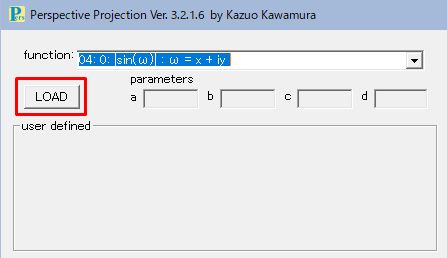 Pers
Perspective Projection Ver. 3.2.1.6 by Kazuo Kawamura
function: 04: 0: |sin(ω)| : ω = x + iy
LOAD
parameters
a b c d
user defined